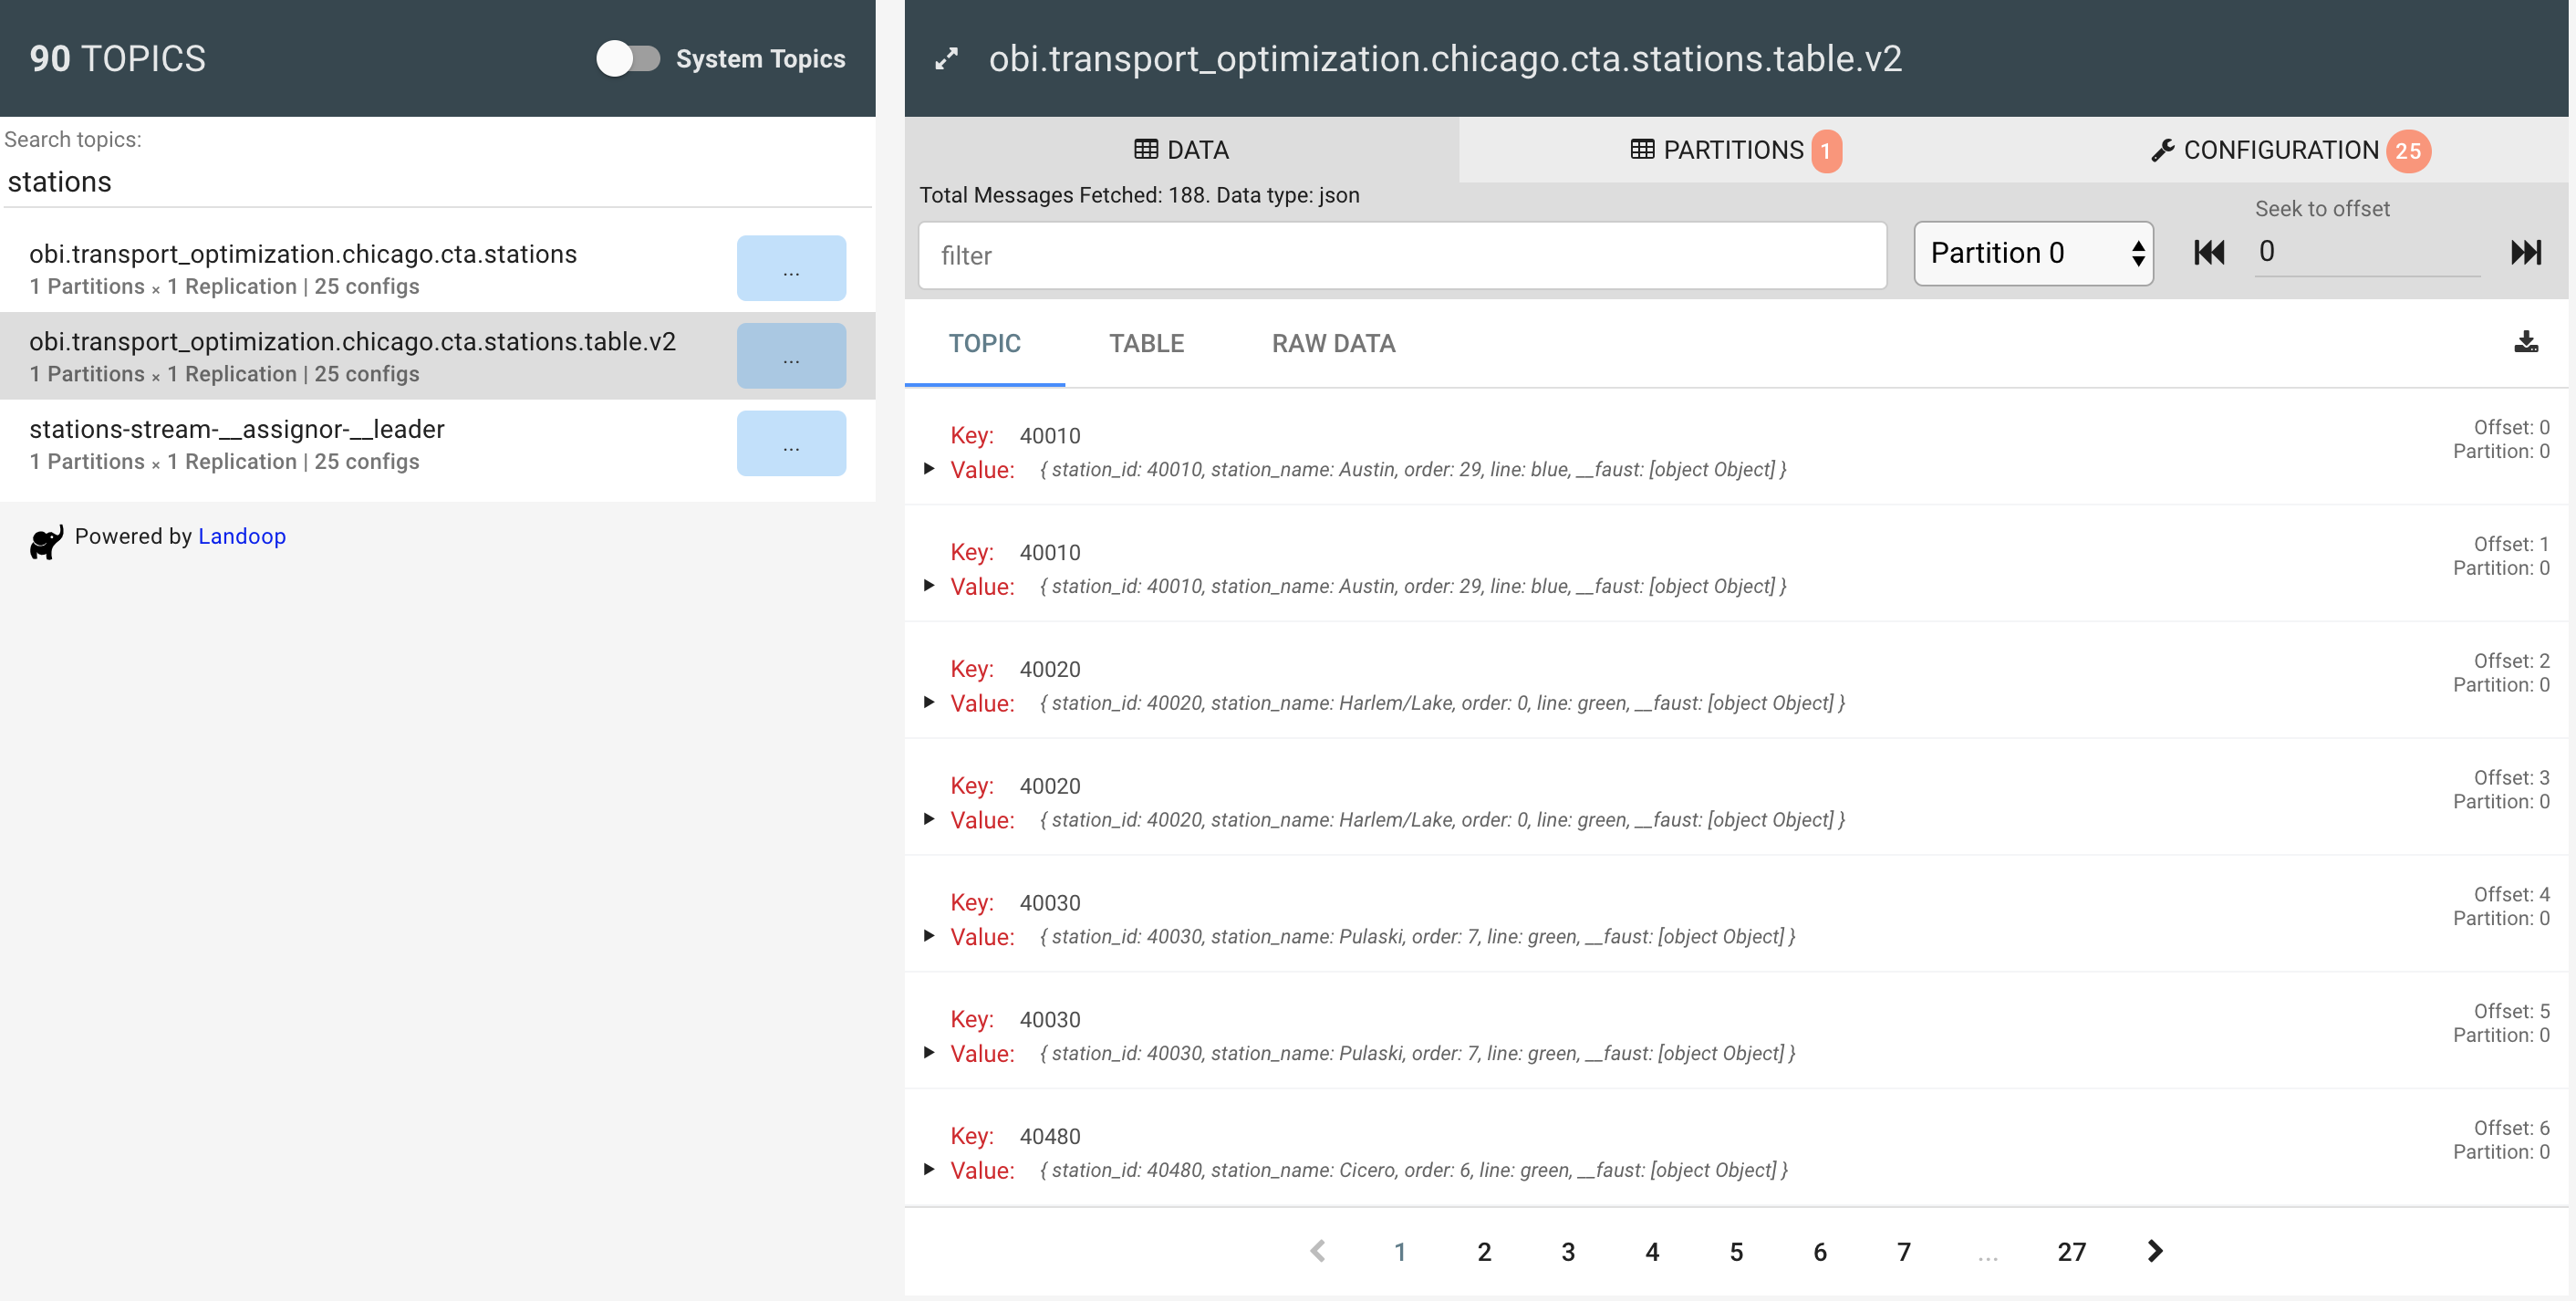 90 TOPICS
System Topics
Search topics:
stations
obi.transport_optimization.chicago.cta.stations
1 Partitions × 1 Replication | 25 configs
...
obi.transport_optimization.chicago.cta.stations.table.v2
1 Partitions × 1 Replication | 25 configs
...
stations-stream-__assignor-__leader
1 Partitions × 1 Replication | 25 configs
...
Powered by Landoop
obi.transport_optimization.chicago.cta.stations.table.v2
DATA
PARTITIONS 1
CONFIGURATION 25
Total Messages Fetched: 188. Data type: json
filter
Partition 0
Seek to offset
0
TOPIC
TABLE
RAW DATA
Key: 40010
Value: { station_id: 40010, station_name: Austin, order: 29, line: blue, __faust: [object Object] }
Offset: 0
Partition: 0
Key: 40010
Value: { station_id: 40010, station_name: Austin, order: 29, line: blue, __faust: [object Object] }
Offset: 1
Partition: 0
Key: 40020
Value: { station_id: 40020, station_name: Harlem/Lake, order: 0, line: green, __faust: [object Object] }
Offset: 2
Partition: 0
Key: 40020
Value: { station_id: 40020, station_name: Harlem/Lake, order: 0, line: green, __faust: [object Object] }
Offset: 3
Partition: 0
Key: 40030
Value: { station_id: 40030, station_name: Pulaski, order: 7, line: green, __faust: [object Object] }
Offset: 4
Partition: 0
Key: 40030
Value: { station_id: 40030, station_name: Pulaski, order: 7, line: green, __faust: [object Object] }
Offset: 5
Partition: 0
Key: 40480
Value: { station_id: 40480, station_name: Cicero, order: 6, line: green, __faust: [object Object] }
Offset: 6
Partition: 0
1 2 3 4 5 6 7 ... 27